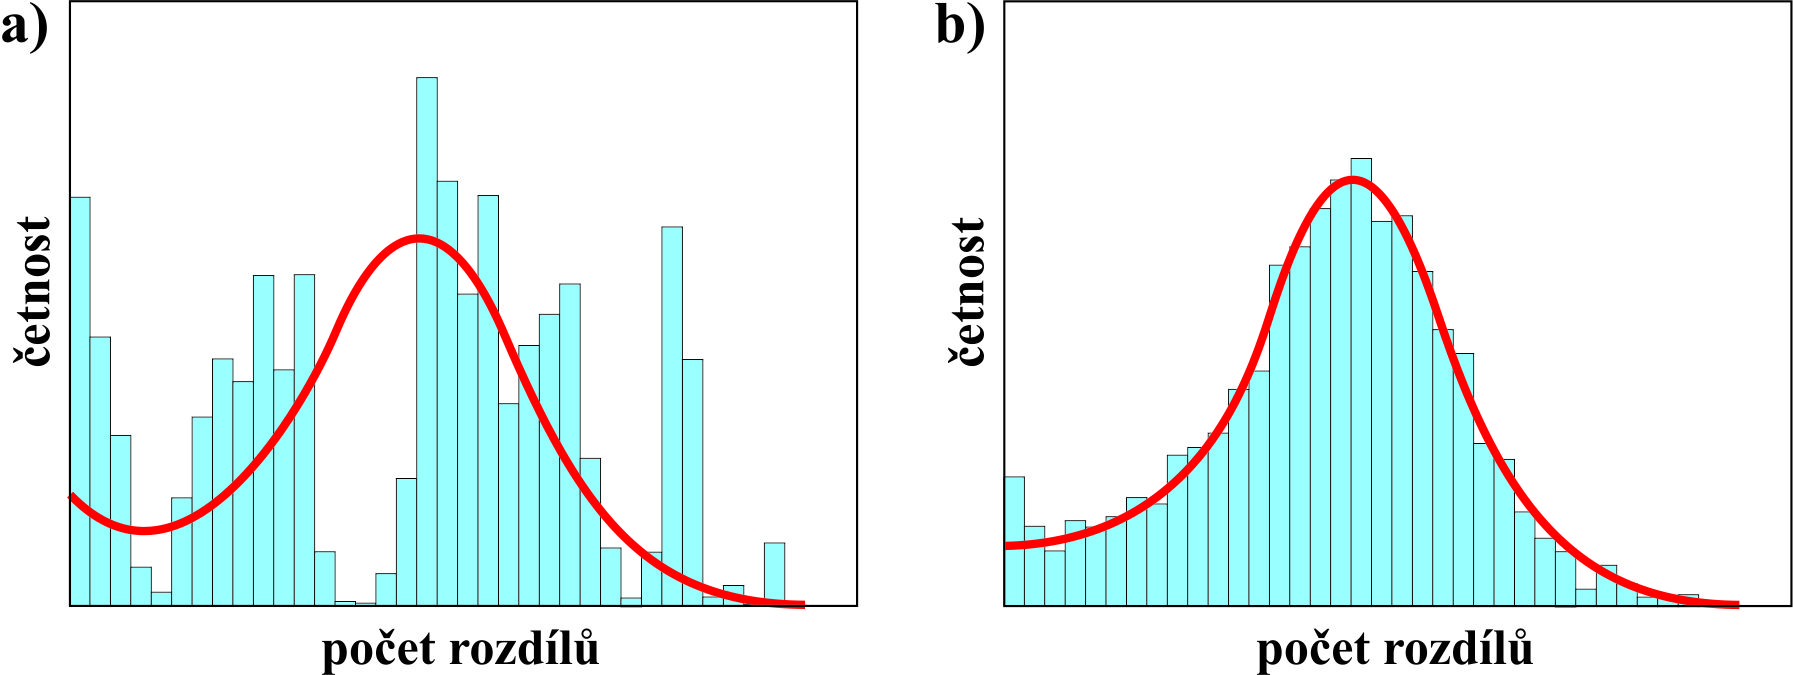 a)
četnost
počet rozdílů
b)
četnost
počet rozdílů